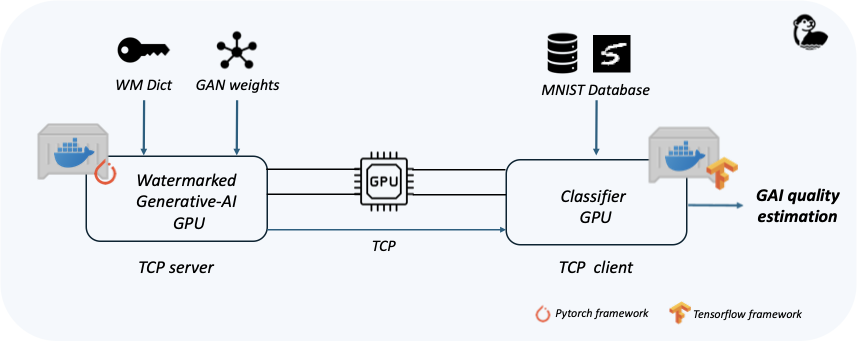 WM Dict
GAN weights
MNIST Database
Watermarked
Generative-AI
GPU
GPU
Classifier
GPU
GAI quality
estimation
TCP
TCP server
TCP client
Pytorch framework
Tensorflow framework